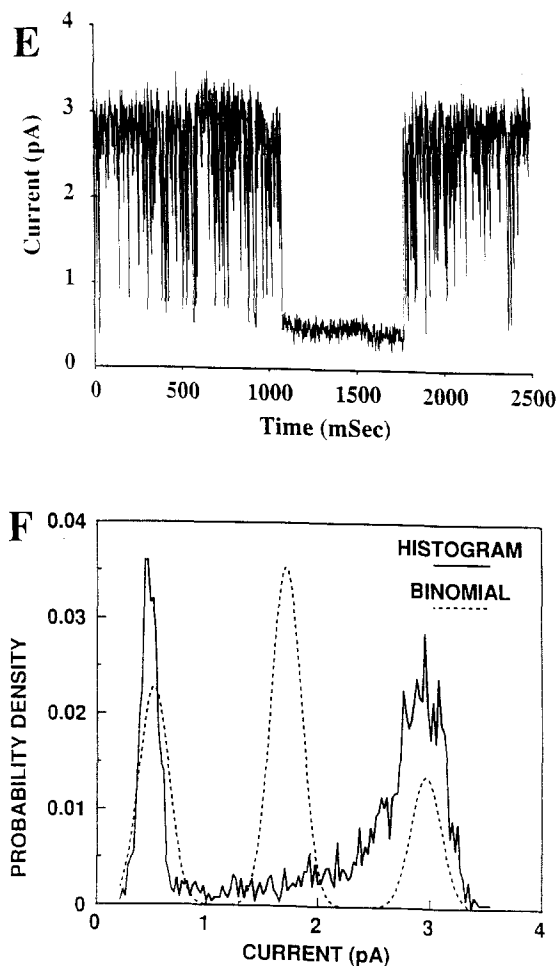 E
Current (pA)
4
3
2
1
0
0 500 1000 1500 2000 2500
Time (mSec)
F
PROBABILITY DENSITY
0.04
0.03
0.02
0.01
0
HISTOGRAM
BINOMIAL
0 1 2 3 4
CURRENT (pA)